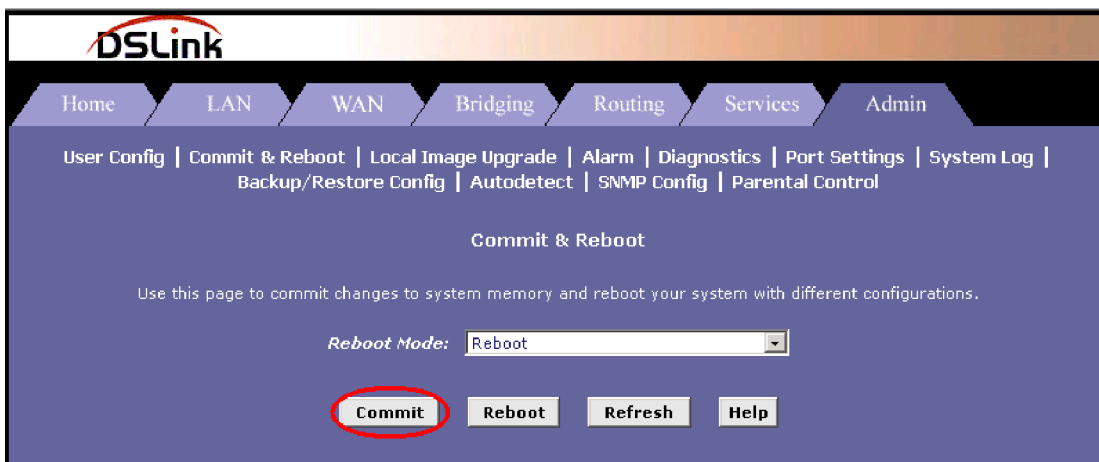 DSLink
Home LAN WAN Bridging Routing Services Admin
User Config | Commit & Reboot | Local Image Upgrade | Alarm | Diagnostics | Port Settings | System Log |
Backup/Restore Config | Autodetect | SNMP Config | Parental Control
Commit & Reboot
Use this page to commit changes to system memory and reboot your system with different configurations.
Reboot Mode: Reboot
Commit Reboot Refresh Help